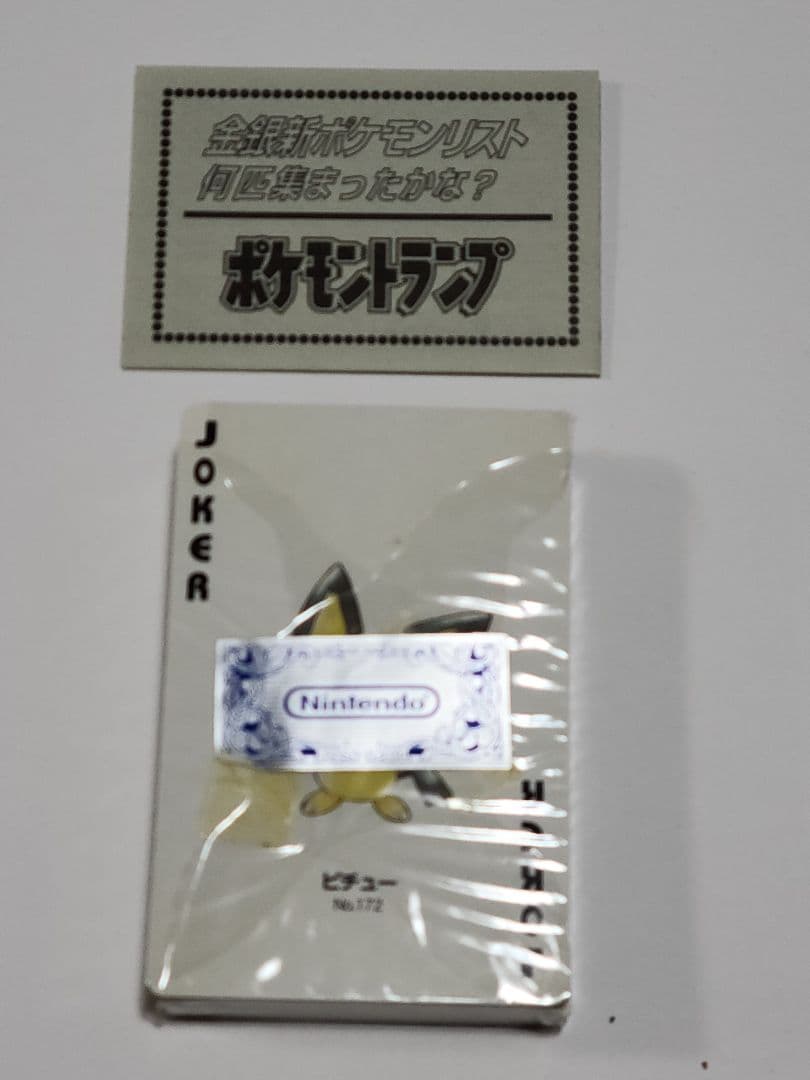 金銀新ポケモンリスト
何匹集まったかな?
ポケモントランプ
JOKER
Nintendo
ピチュー
No.172
JOKER